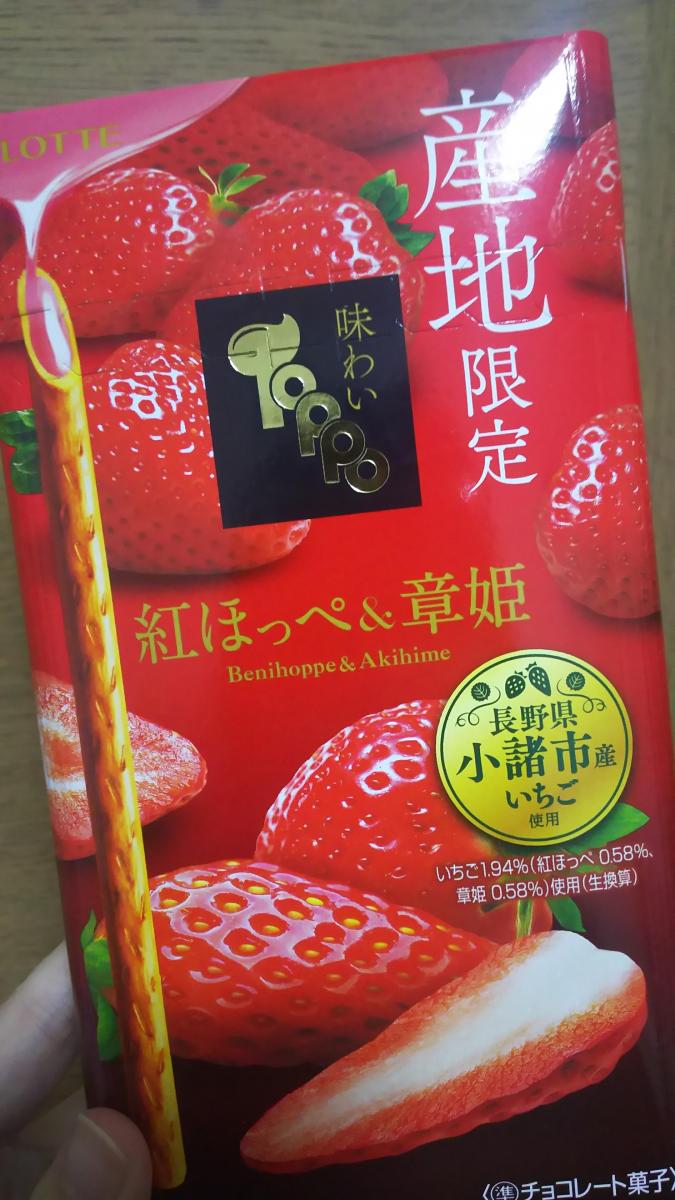 LOTTE
産地限定
味わい
Toppo
紅ほっぺ&章姫
Benihoppe & Akihime
長野県
小諸市産
いちご
使用
いちご1.94%(紅ほっぺ 0.58%、
章姫 0.58%)使用(生換算)
〈準チョコレート菓子〉